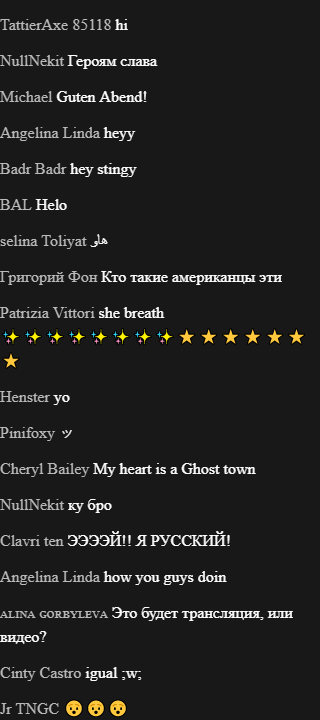 TattierAxe 85118 hi
NullNekit Героям слава
Michael Guten Abend!
Angelina Linda heyy
Badr Badr hey stingy
BAL Helo
selina Toliyat هاو
Григорий Фон Кто такие американцы эти
Patrizia Vittori she breath
✨✨✨✨✨✨✨✨⭐⭐⭐⭐⭐⭐
⭐
Henster yo
Pinifoxy ッ
Cheryl Bailey My heart is a Ghost town
NullNekit ку бро
Clavri ten ЭЭЭЭЙ!! Я РУССКИЙ!
Angelina Linda how you guys doin
ᴀʟɪɴᴀ ɢᴏʀʙʏʟᴇᴠᴀ Это будет трансляция, или
видео?
Cinty Castro igual ;w;
Jr TNGC 😯😯😯